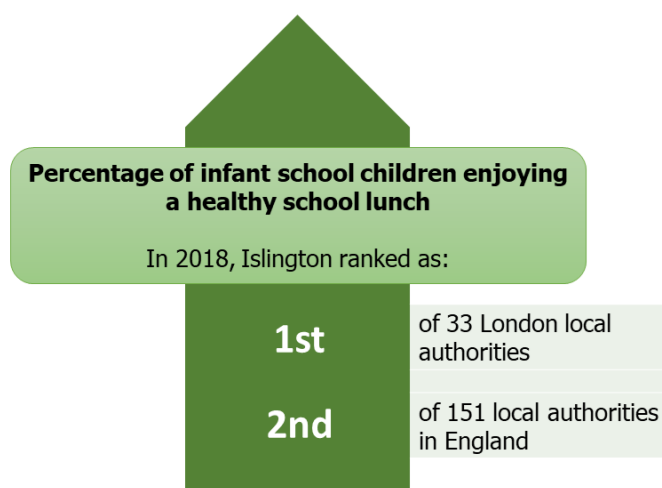 Percentage of infant school children enjoying
a healthy school lunch
In 2018, Islington ranked as:
1st
of 33 London local
authorities
2nd
of 151 local authorities
in England